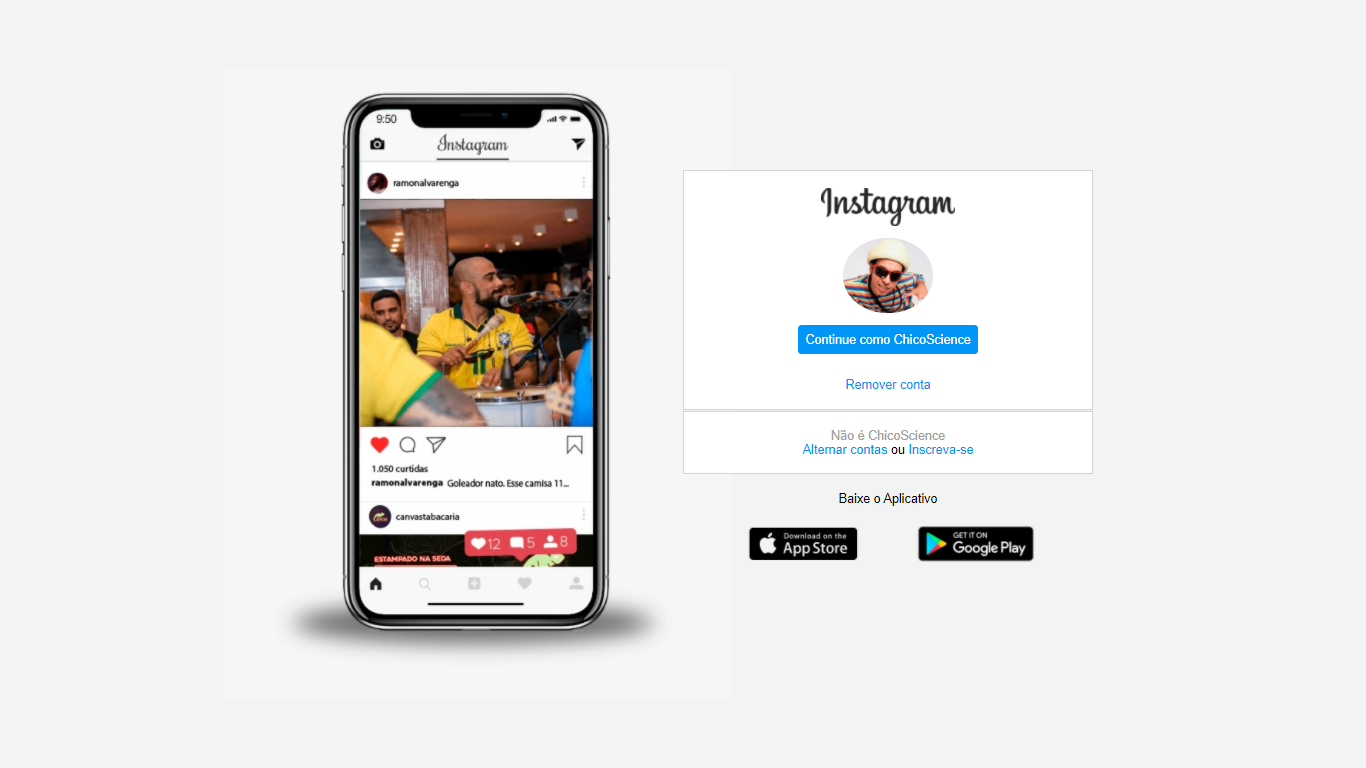 9:50
Instagram
ramonalvarenga
1.050 curtidas
ramonalvarenga Goleador nato. Esse camisa 11...
canvastabacaria
12 5 8
ESTAMPADO NA SEDA
Instagram
Continue como ChicoScience
Remover conta
Não é ChicoScience
Alternar contas ou Inscreva-se
Baixe o Aplicativo
Download on the
App Store
GET IT ON
Google Play